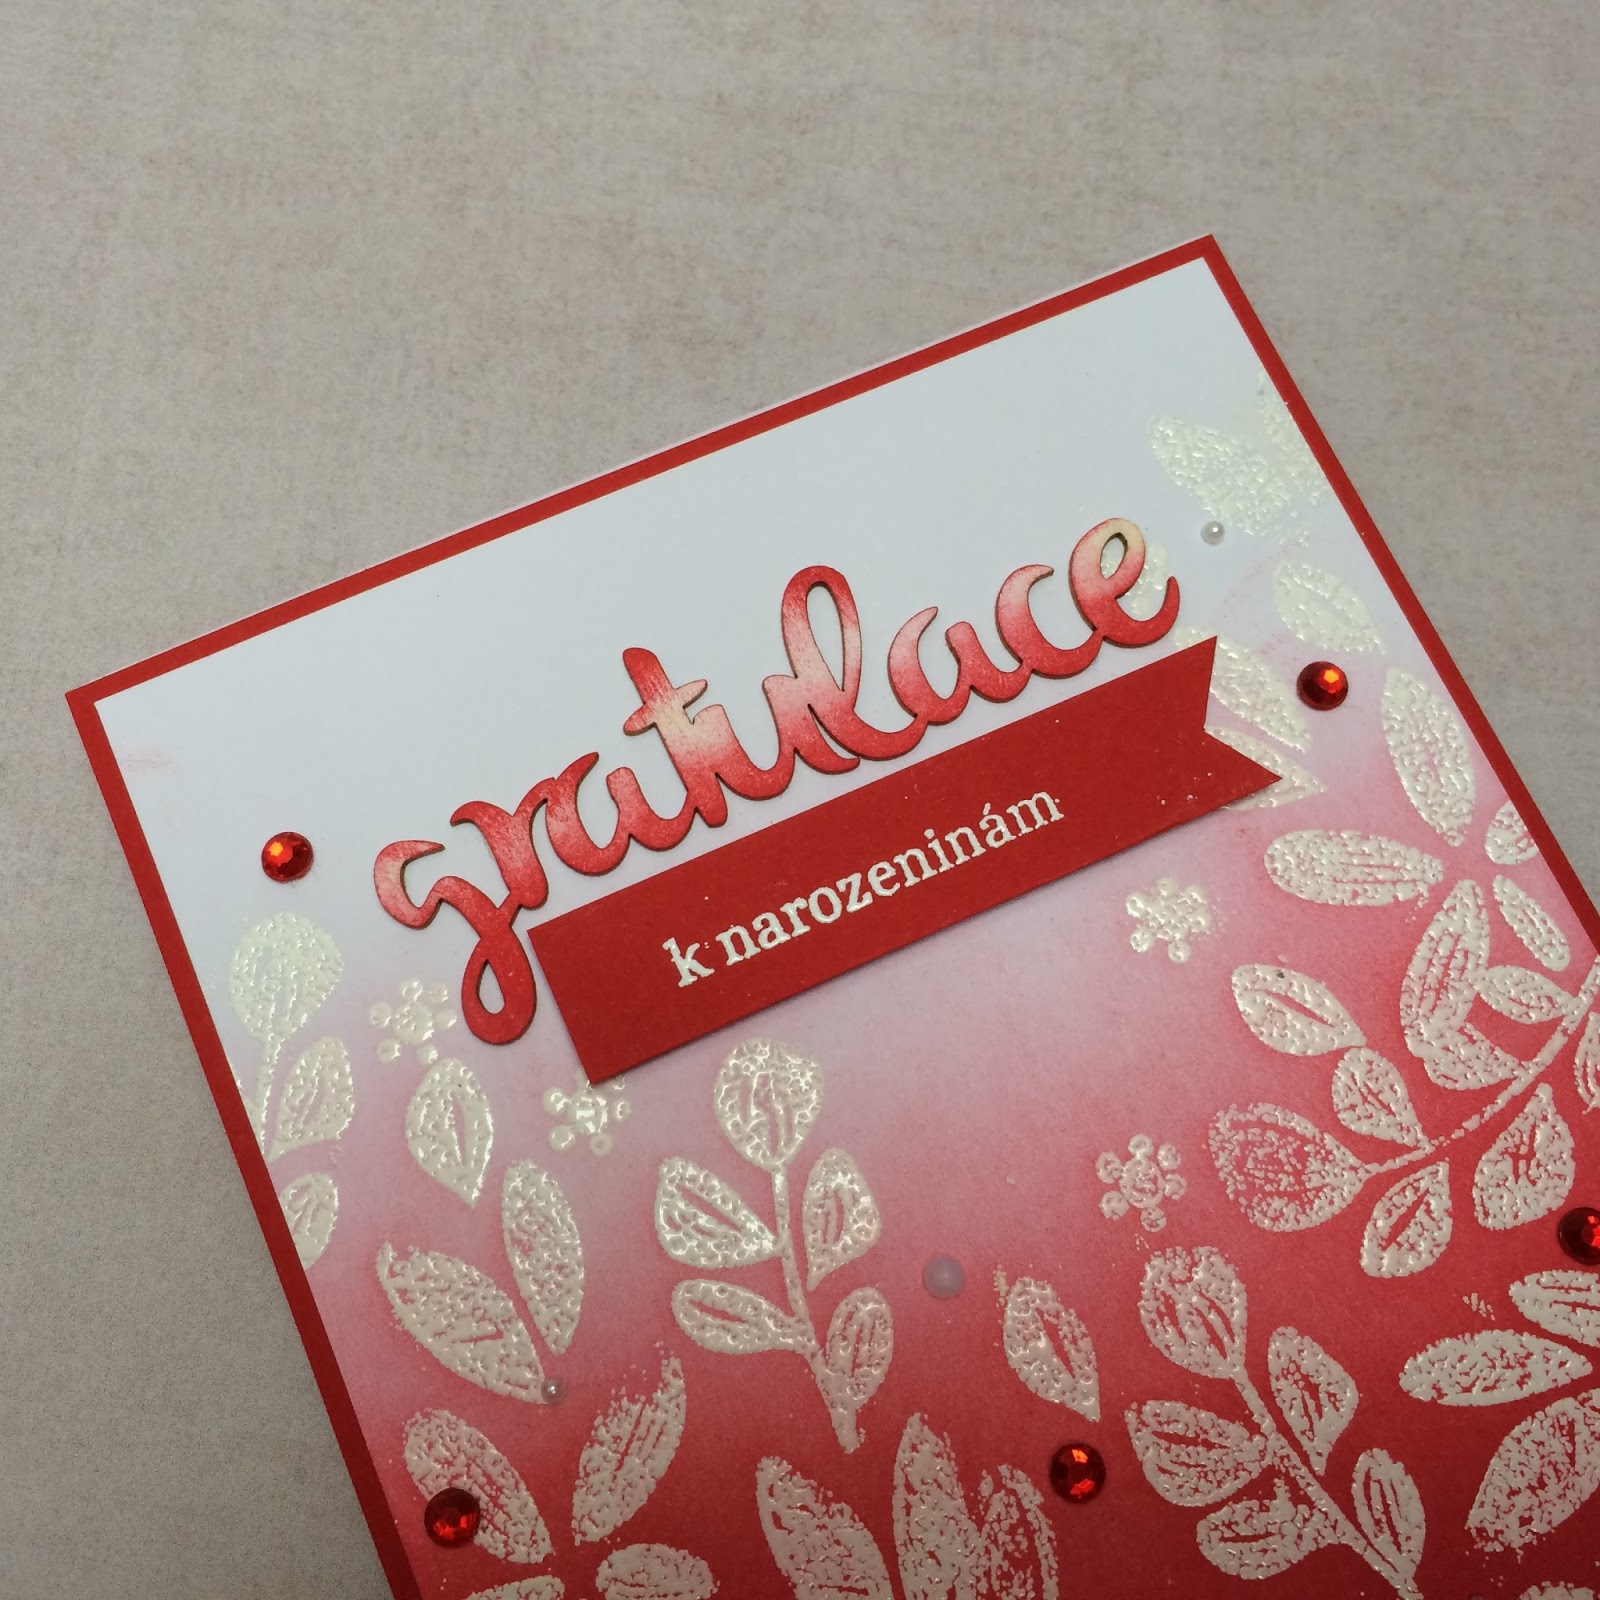 gratulace
k narozeninám